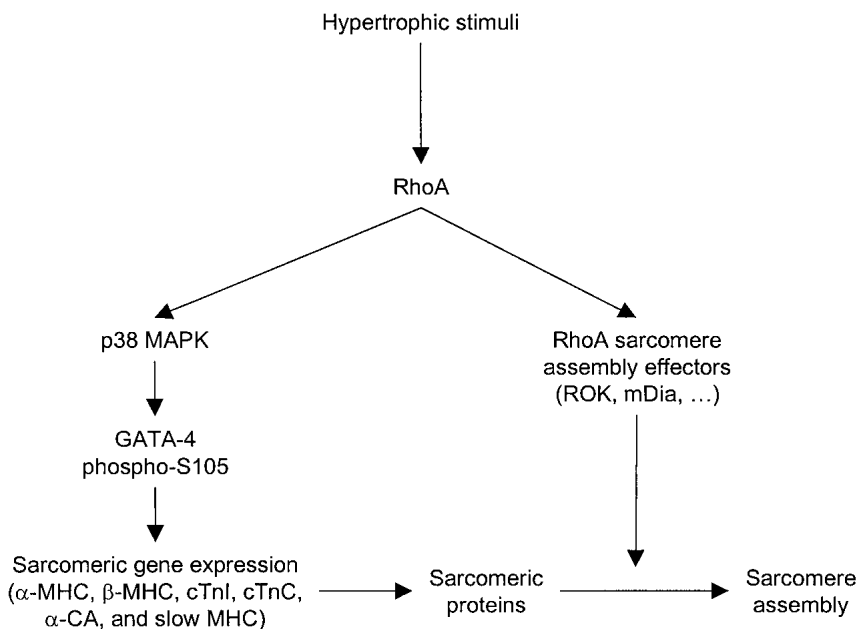 Hypertrophic stimuli
RhoA
p38 MAPK
GATA-4
phospho-S105
Sarcomeric gene expression
(α-MHC, β-MHC, cTnI, cTnC,
α-CA, and slow MHC)
RhoA sarcomere
assembly effectors
(ROK, mDia, ...)
Sarcomeric
proteins
Sarcomere
assembly